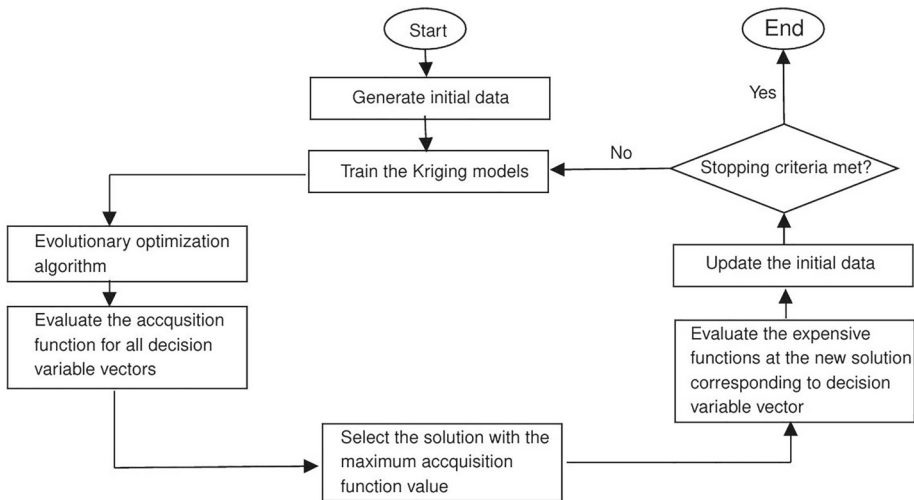 Start
Generate initial data
Train the Kriging models
Evolutionary optimization
algorithm
Evaluate the accqusition
function for all decision
variable vectors
Select the solution with the
maximum accquisition
function value
Evaluate the expensive
functions at the new solution
corresponding to decision
variable vector
Update the initial data
Stopping criteria met?
No
Yes
End